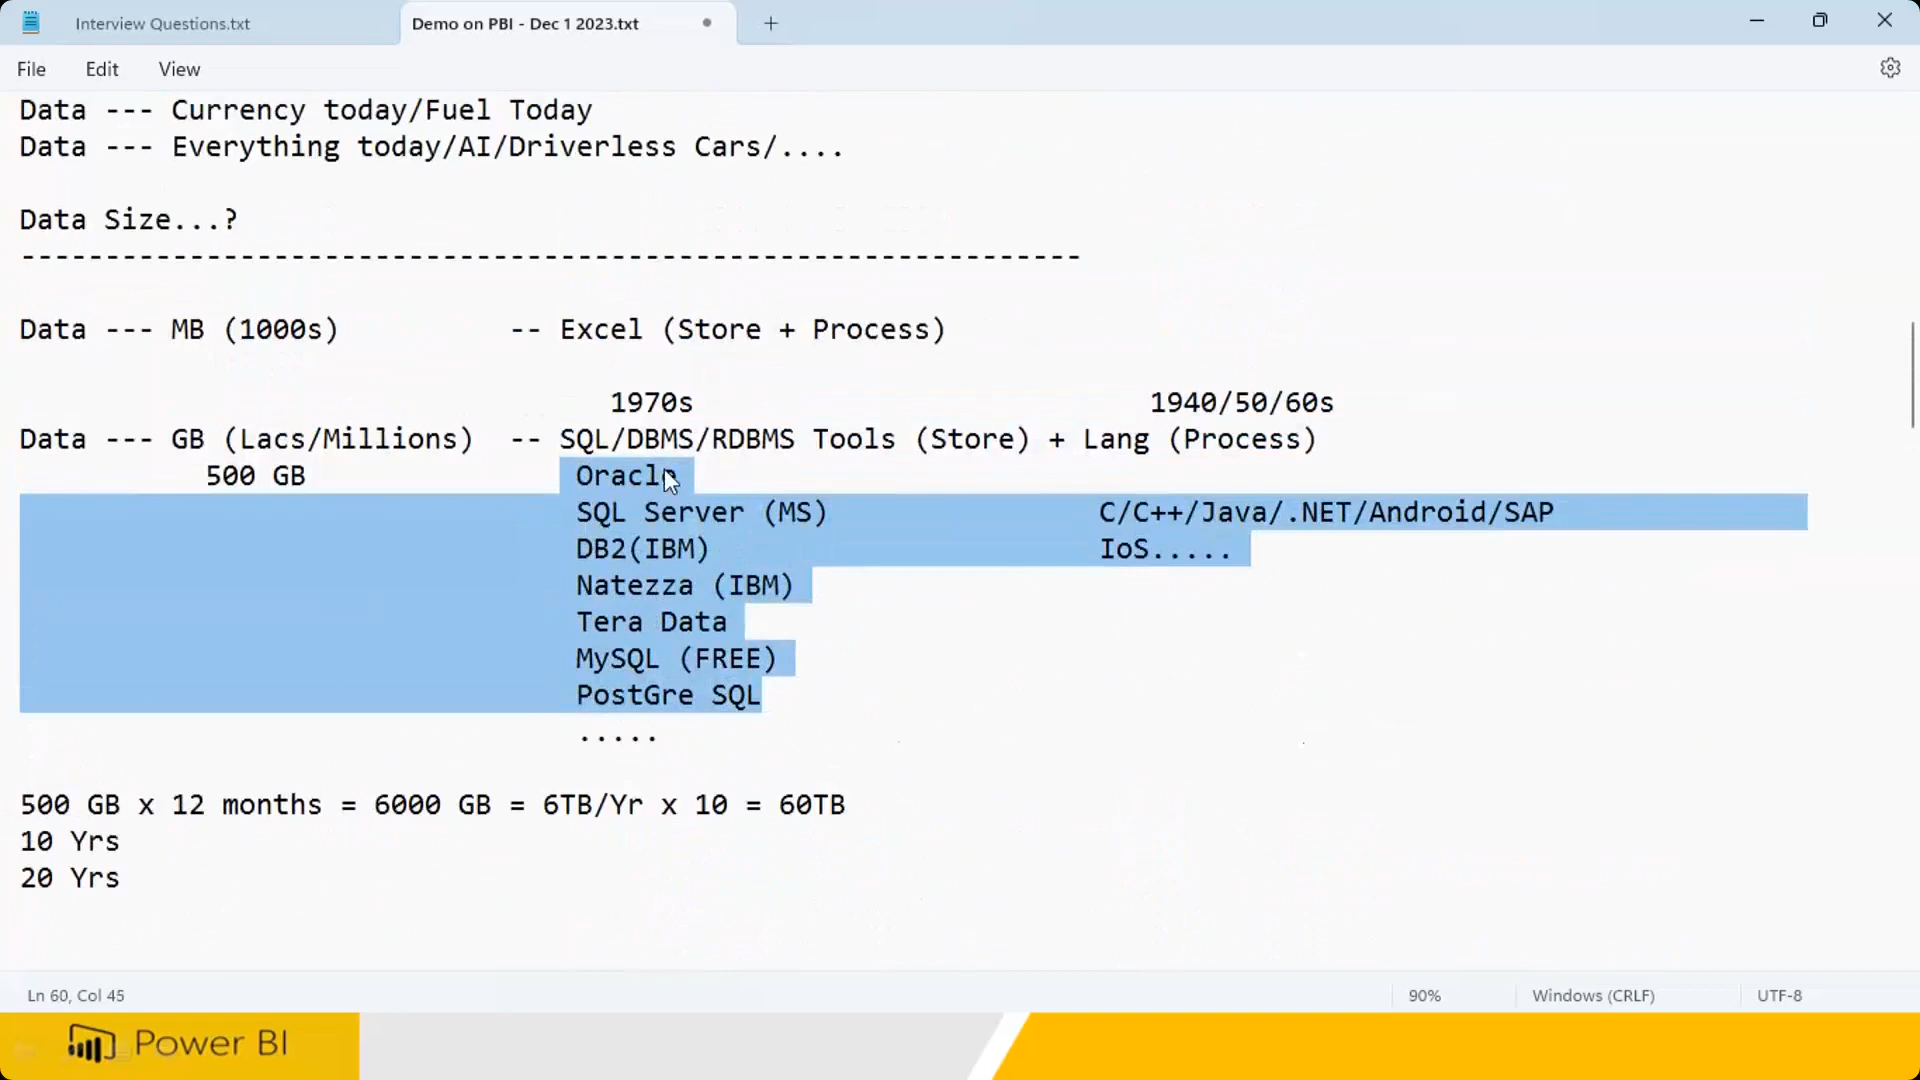 Interview Questions.txt
Demo on PBI - Dec 1 2023.txt
File Edit View
Data --- Currency today/Fuel Today
Data --- Everything today/AI/Driverless Cars/....
Data Size...?
---------------------------------------------------------------
Data --- MB (1000s) -- Excel (Store + Process)
1970s 1940/50/60s
Data --- GB (Lacs/Millions) -- SQL/DBMS/RDBMS Tools (Store) + Lang (Process)
500 GB Oracle
SQL Server (MS) C/C++/Java/.NET/Android/SAP
DB2(IBM) IoS.....
Natezza (IBM)
Tera Data
MySQL (FREE)
PostGre SQL
.....
500 GB x 12 months = 6000 GB = 6TB/Yr x 10 = 60TB
10 Yrs
20 Yrs
Ln 60, Col 45 90% Windows (CRLF) UTF-8
Power BI